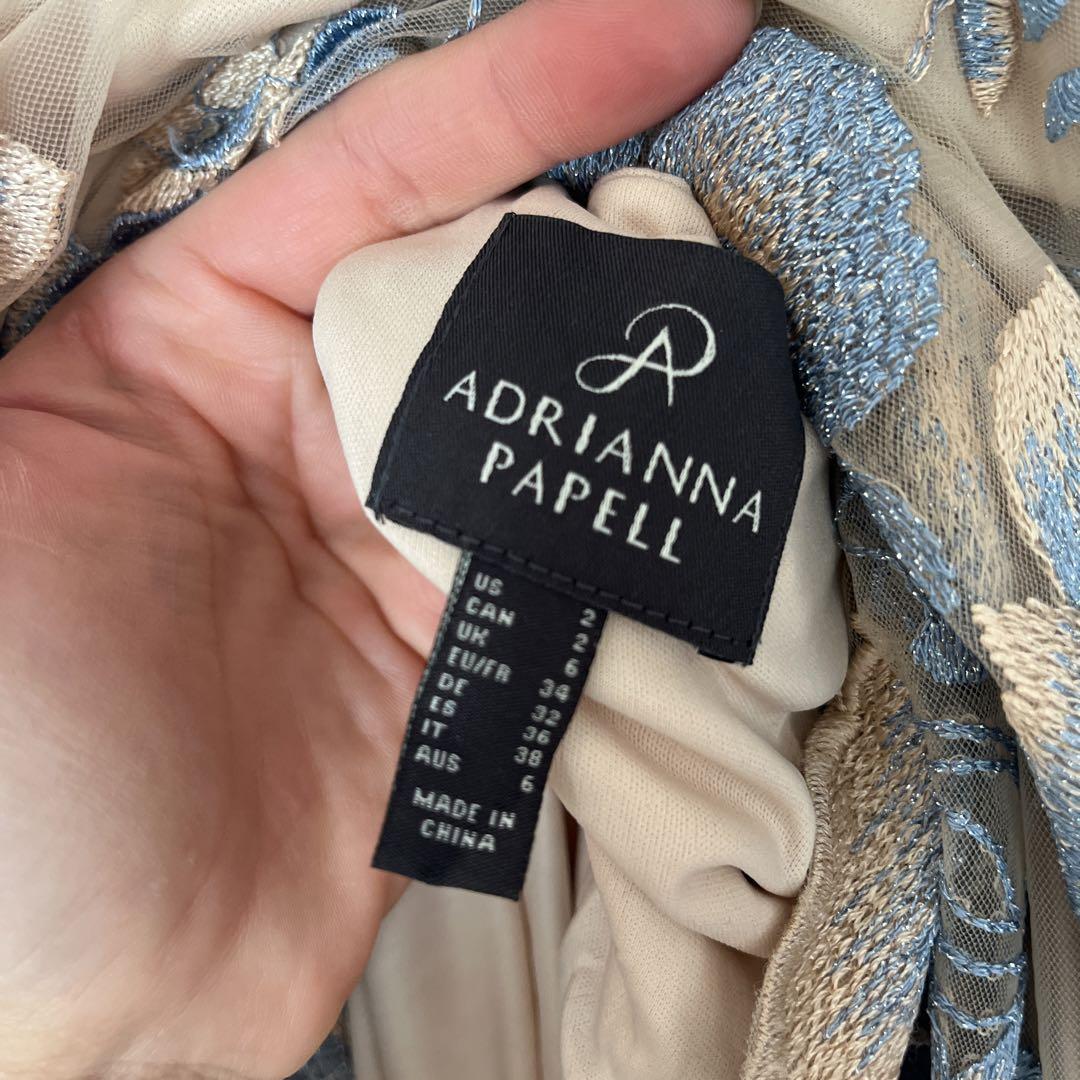 AP
ADRIANNA
PAPELL
US 2
CAN 2
UK 6
EU/FR 34
DE 32
ES 36
IT 38
AUS 6
MADE IN
CHINA